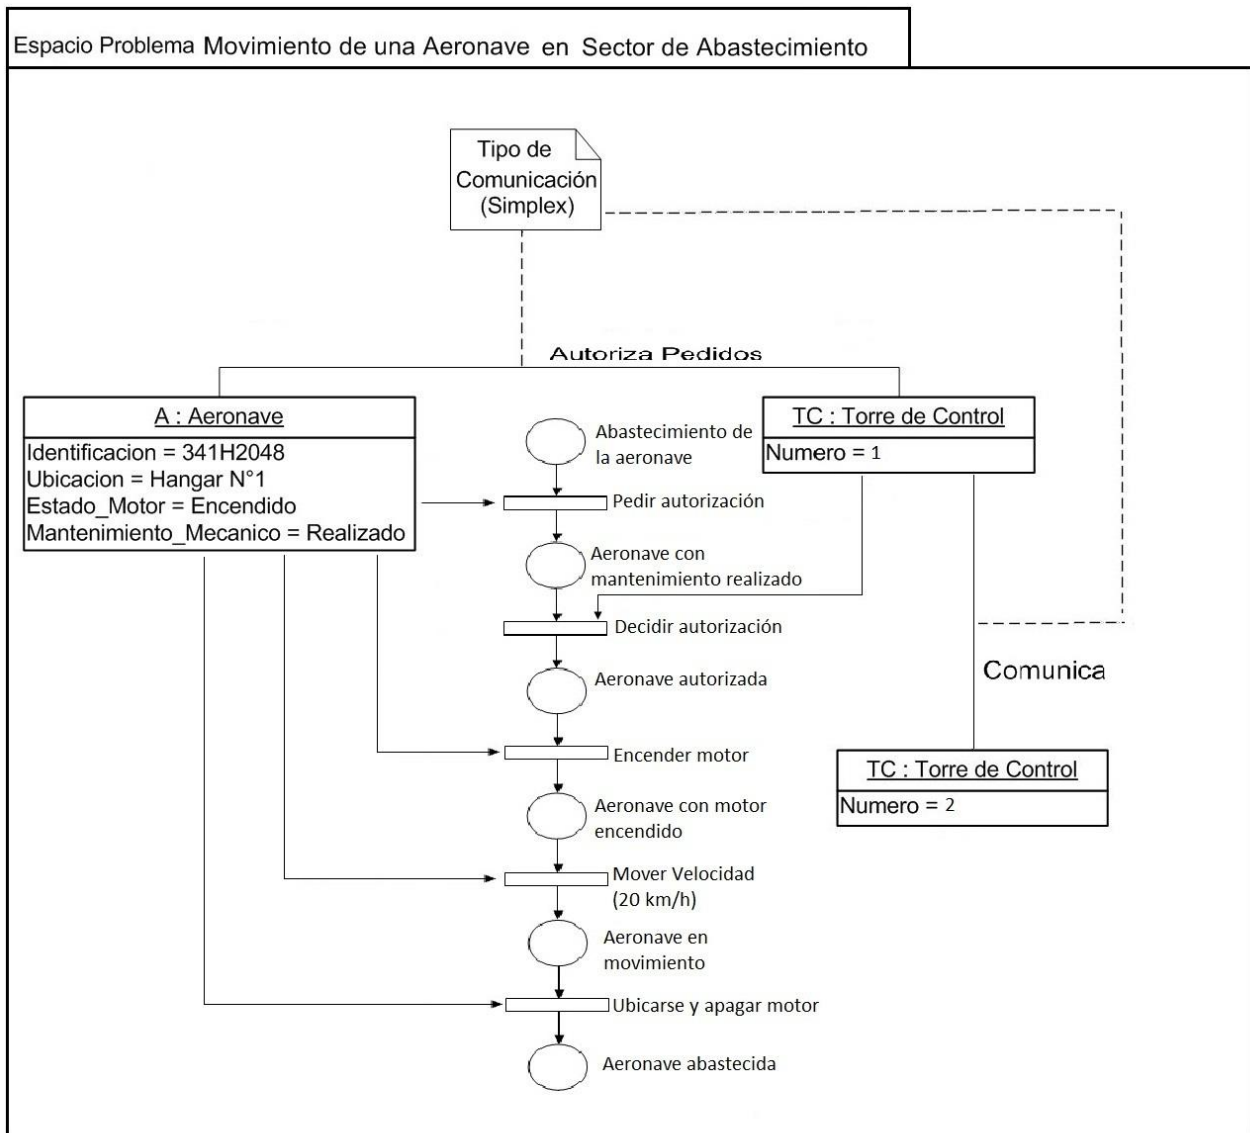 Espacio Problema Movimiento de una Aeronave en Sector de Abastecimiento
Tipo de
Comunicación
(Simplex)
Autoriza Pedidos
A : Aeronave
Identificacion = 341H2048
Ubicacion = Hangar N°1
Estado_Motor = Encendido
Mantenimiento_Mecanico = Realizado
TC : Torre de Control
Numero = 1
Abastecimiento de
la aeronave
Pedir autorización
Aeronave con
mantenimiento realizado
Decidir autorización
Aeronave autorizada
Comunica
Encender motor
TC : Torre de Control
Numero = 2
Aeronave con motor
encendido
Mover Velocidad
(20 km/h)
Aeronave en
movimiento
Ubicarse y apagar motor
Aeronave abastecida